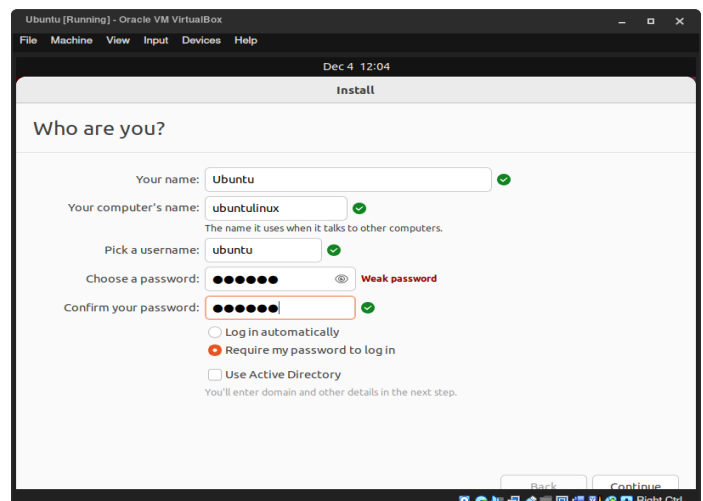 Ubuntu [Running] - Oracle VM VirtualBox
File Machine View Input Devices Help
Dec 4 12:04
Install
Who are you?
Your name: Ubuntu
Your computer's name: ubuntulinux
The name it uses when it talks to other computers.
Pick a username: ubuntu
Choose a password: ●●●●●● Weak password
Confirm your password: ●●●●●●
Log in automatically
Require my password to log in
Use Active Directory
You'll enter domain and other details in the next step.
Back Continue
Right Ctrl